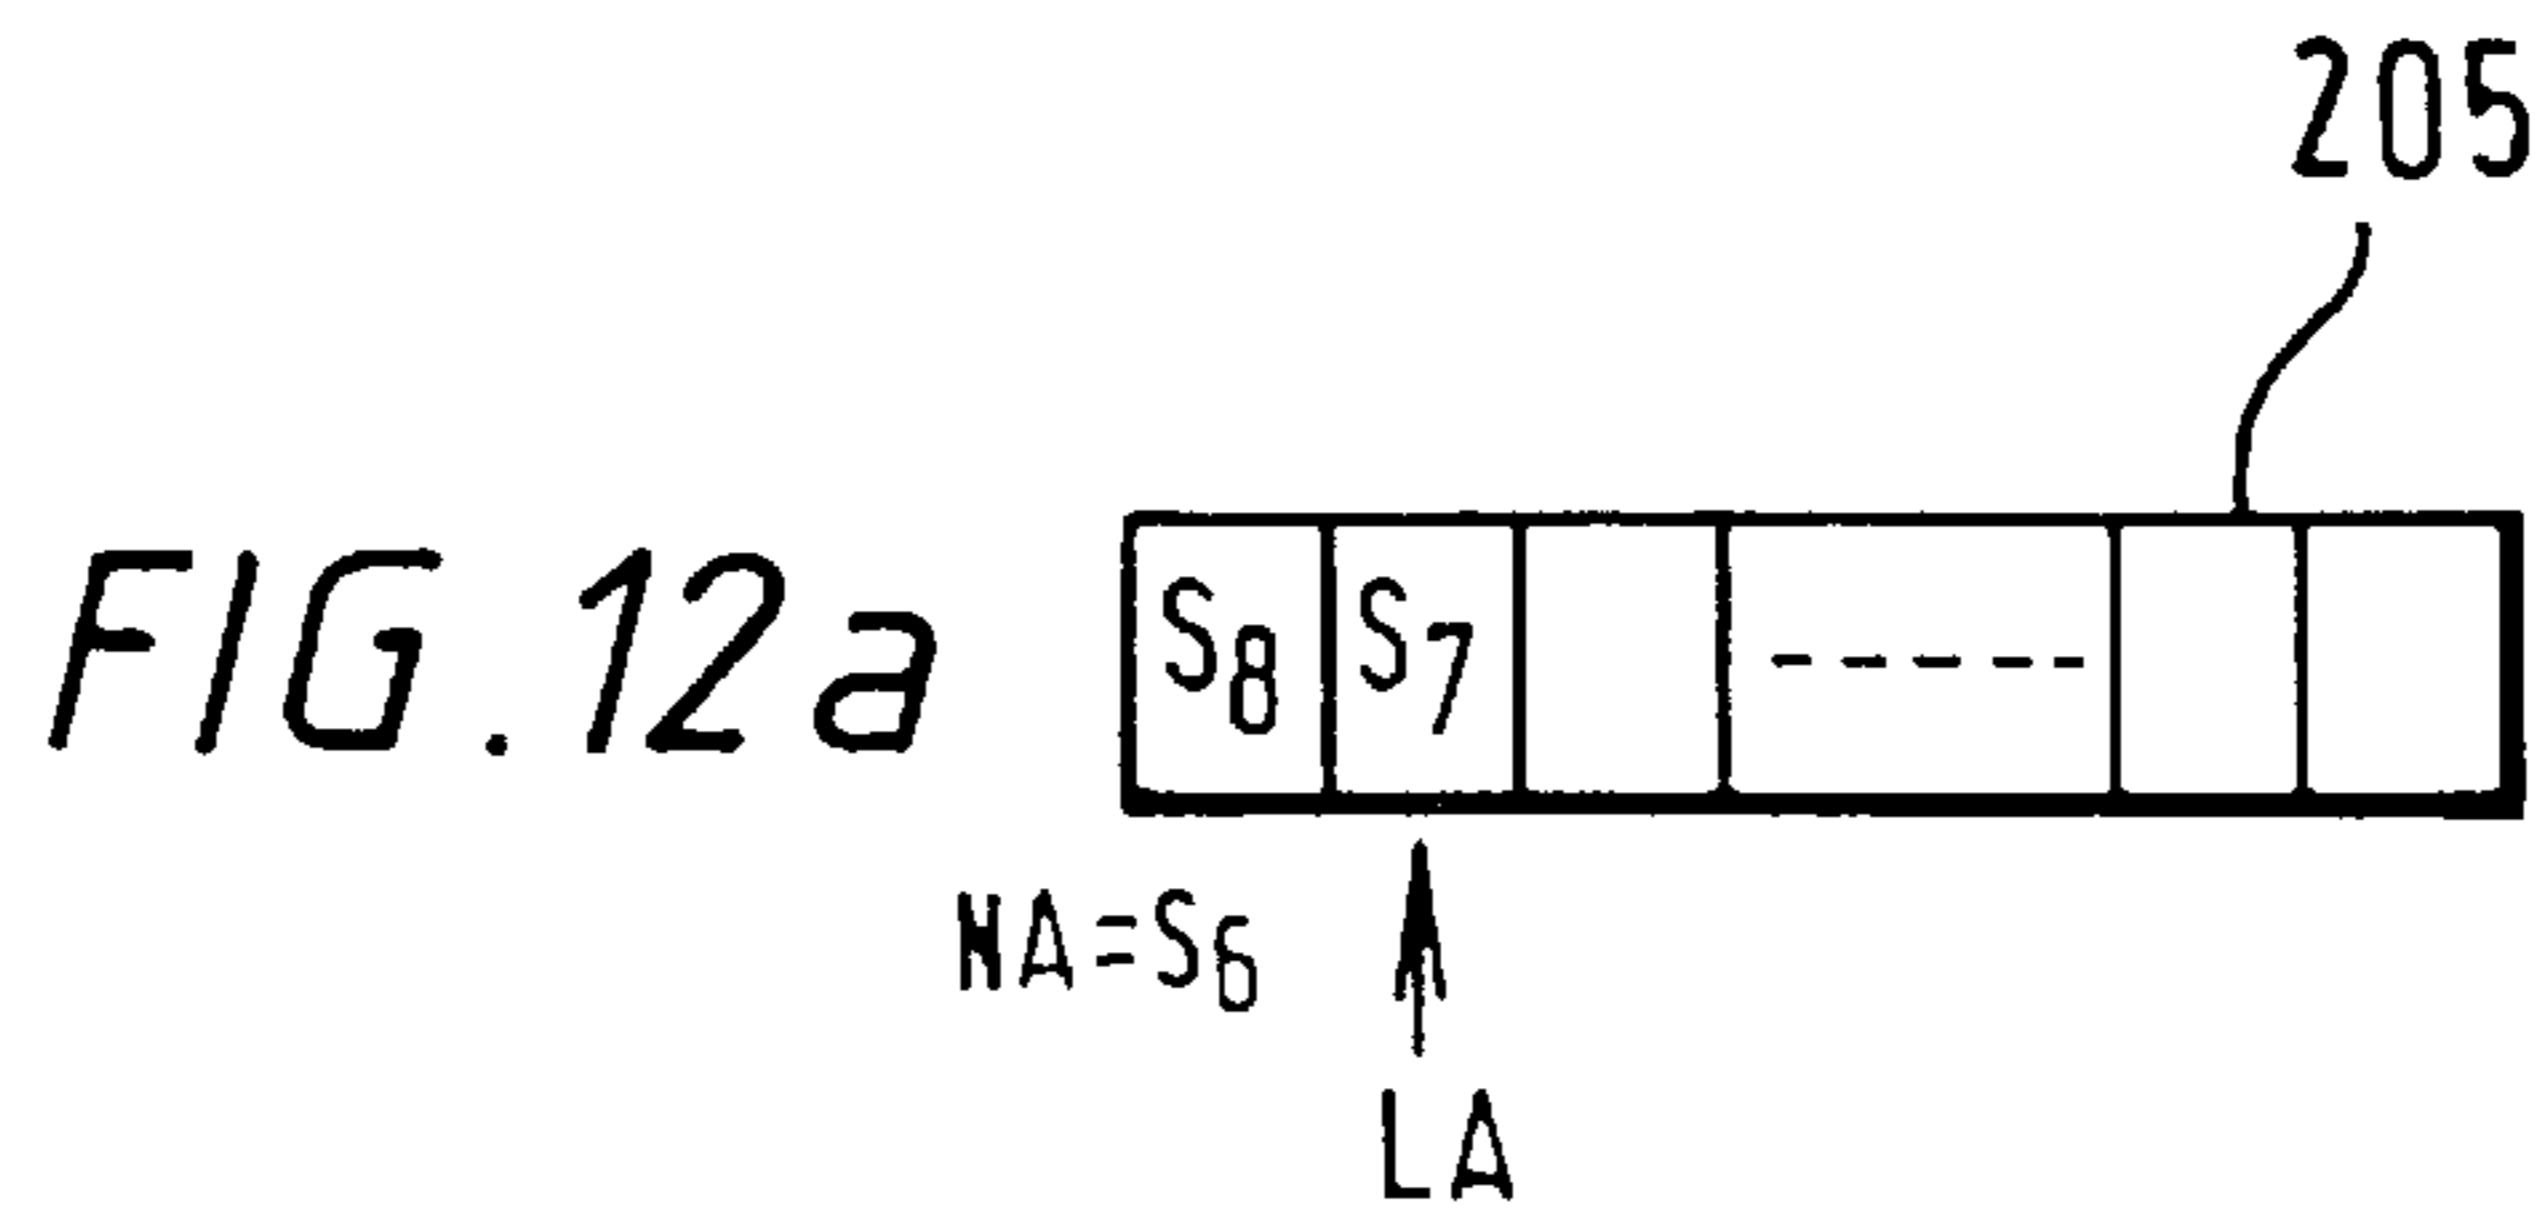 205
FIG. 12a
S₈ S₇ -----
NA=S₆
LA